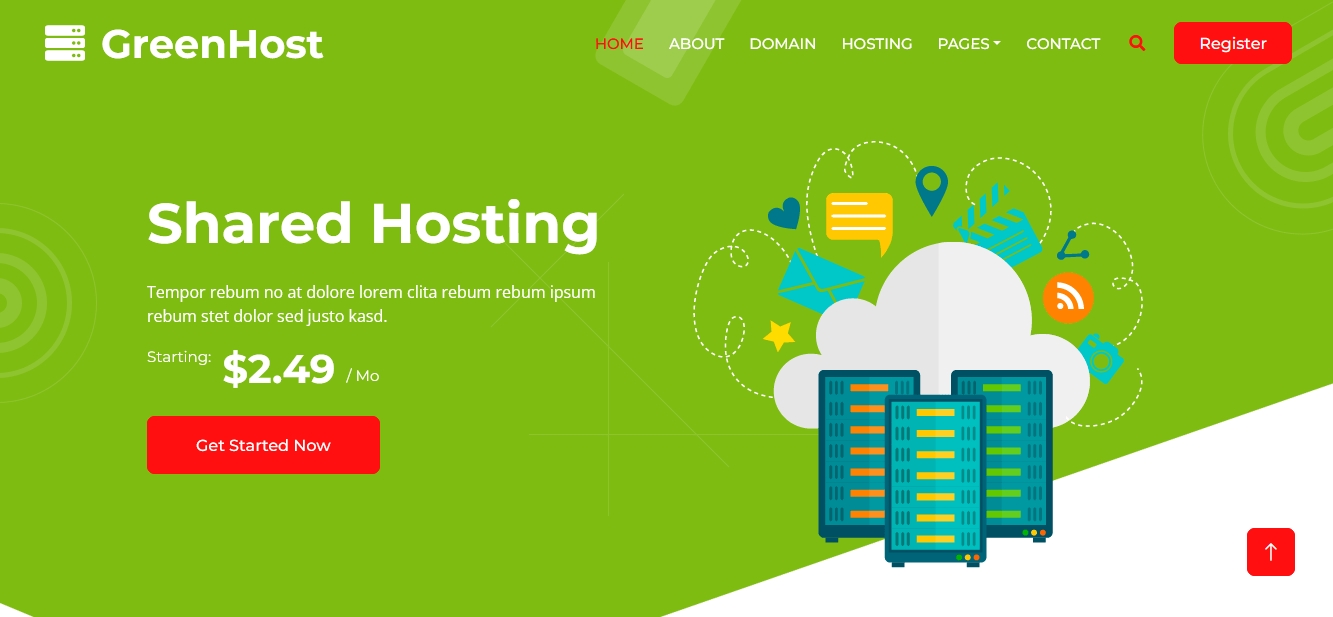 GreenHost
HOME ABOUT DOMAIN HOSTING PAGES CONTACT Register
Shared Hosting
Tempor rebum no at dolore lorem clita rebum rebum ipsum
rebum stet dolor sed justo kasd.
Starting: $2.49 / Mo
Get Started Now